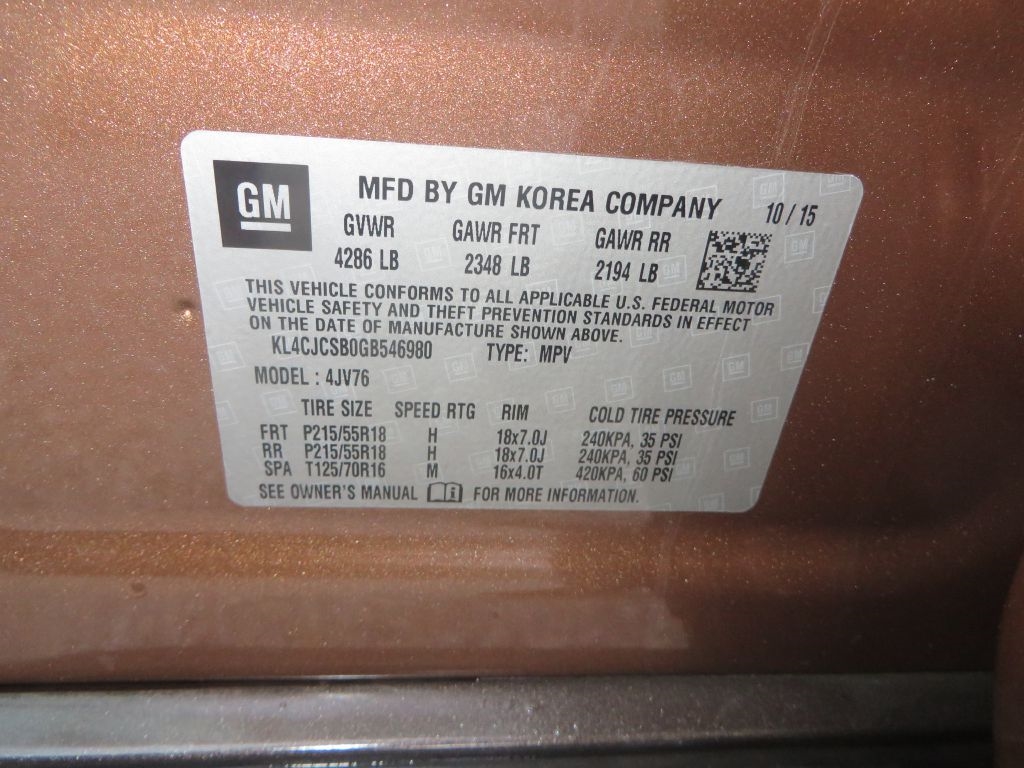 GM
MFD BY GM KOREA COMPANY 10/15
GVWR GAWR FRT GAWR RR
4286 LB 2348 LB 2194 LB
THIS VEHICLE CONFORMS TO ALL APPLICABLE U.S. FEDERAL MOTOR
VEHICLE SAFETY AND THEFT PREVENTION STANDARDS IN EFFECT
ON THE DATE OF MANUFACTURE SHOWN ABOVE.
KL4CJCSB0GB546980 TYPE: MPV
MODEL : 4JV76
TIRE SIZE SPEED RTG RIM COLD TIRE PRESSURE
FRT P215/55R18 H 18x7.0J 240KPA, 35 PSI
RR P215/55R18 H 18x7.0J 240KPA, 35 PSI
SPA T125/70R16 M 16x4.0T 420KPA, 60 PSI
SEE OWNER'S MANUAL i FOR MORE INFORMATION.